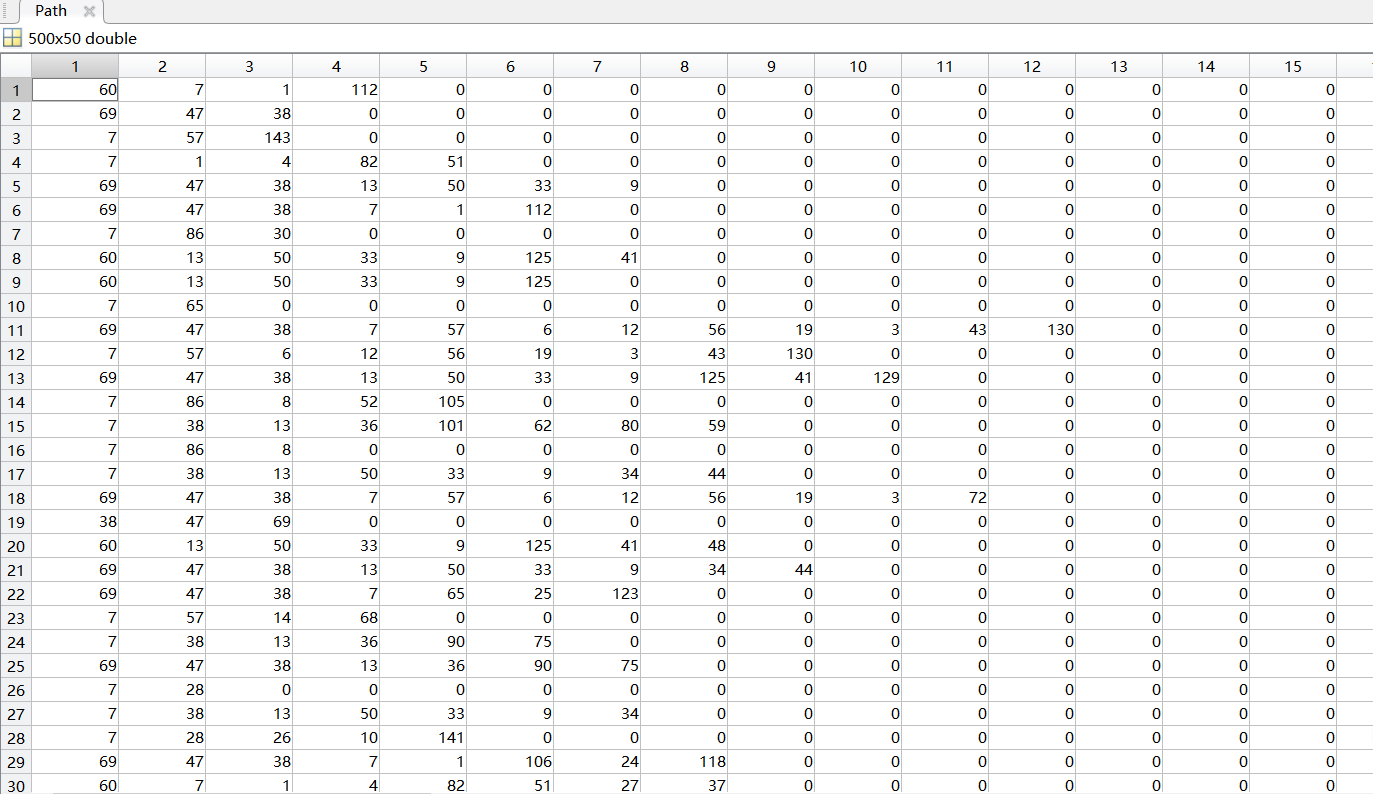 Path
500x50 double
1 2 3 4 5 6 7 8 9 10 11 12 13 14 15
1 60 7 1 112 0 0 0 0 0 0 0 0 0 0 0
2 69 47 38 0 0 0 0 0 0 0 0 0 0 0 0
3 7 57 143 0 0 0 0 0 0 0 0 0 0 0 0
4 7 1 4 82 51 0 0 0 0 0 0 0 0 0 0
5 69 47 38 13 50 33 9 0 0 0 0 0 0 0 0
6 69 47 38 7 1 112 0 0 0 0 0 0 0 0 0
7 7 86 30 0 0 0 0 0 0 0 0 0 0 0 0
8 60 13 50 33 9 125 41 0 0 0 0 0 0 0 0
9 60 13 50 33 9 125 0 0 0 0 0 0 0 0 0
10 7 65 0 0 0 0 0 0 0 0 0 0 0 0 0
11 69 47 38 7 57 6 12 56 19 3 43 130 0 0 0
12 7 57 6 12 56 19 3 43 130 0 0 0 0 0 0
13 69 47 38 13 50 33 9 125 41 129 0 0 0 0 0
14 7 86 8 52 105 0 0 0 0 0 0 0 0 0 0
15 7 38 13 36 101 62 80 59 0 0 0 0 0 0 0
16 7 86 8 0 0 0 0 0 0 0 0 0 0 0 0
17 7 38 13 50 33 9 34 44 0 0 0 0 0 0 0
18 69 47 38 7 57 6 12 56 19 3 72 0 0 0 0
19 38 47 69 0 0 0 0 0 0 0 0 0 0 0 0
20 60 13 50 33 9 125 41 48 0 0 0 0 0 0 0
21 69 47 38 13 50 33 9 34 44 0 0 0 0 0 0
22 69 47 38 7 65 25 123 0 0 0 0 0 0 0 0
23 7 57 14 68 0 0 0 0 0 0 0 0 0 0 0
24 7 38 13 36 90 75 0 0 0 0 0 0 0 0 0
25 69 47 38 13 36 90 75 0 0 0 0 0 0 0 0
26 7 28 0 0 0 0 0 0 0 0 0 0 0 0 0
27 7 38 13 50 33 9 34 0 0 0 0 0 0 0 0
28 7 28 26 10 141 0 0 0 0 0 0 0 0 0 0
29 69 47 38 7 1 106 24 118 0 0 0 0 0 0 0
30 60 7 1 4 82 51 27 37 0 0 0 0 0 0 0